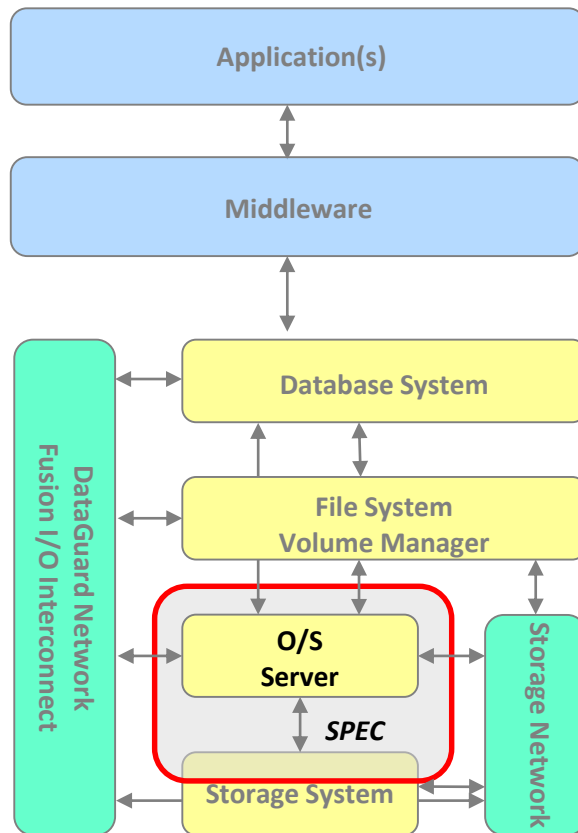 Application(s)
Middleware
Database System
DataGuard Network
Fusion I/O Interconnect
File System
Volume Manager
O/S
Server
Storage Network
SPEC
Storage System